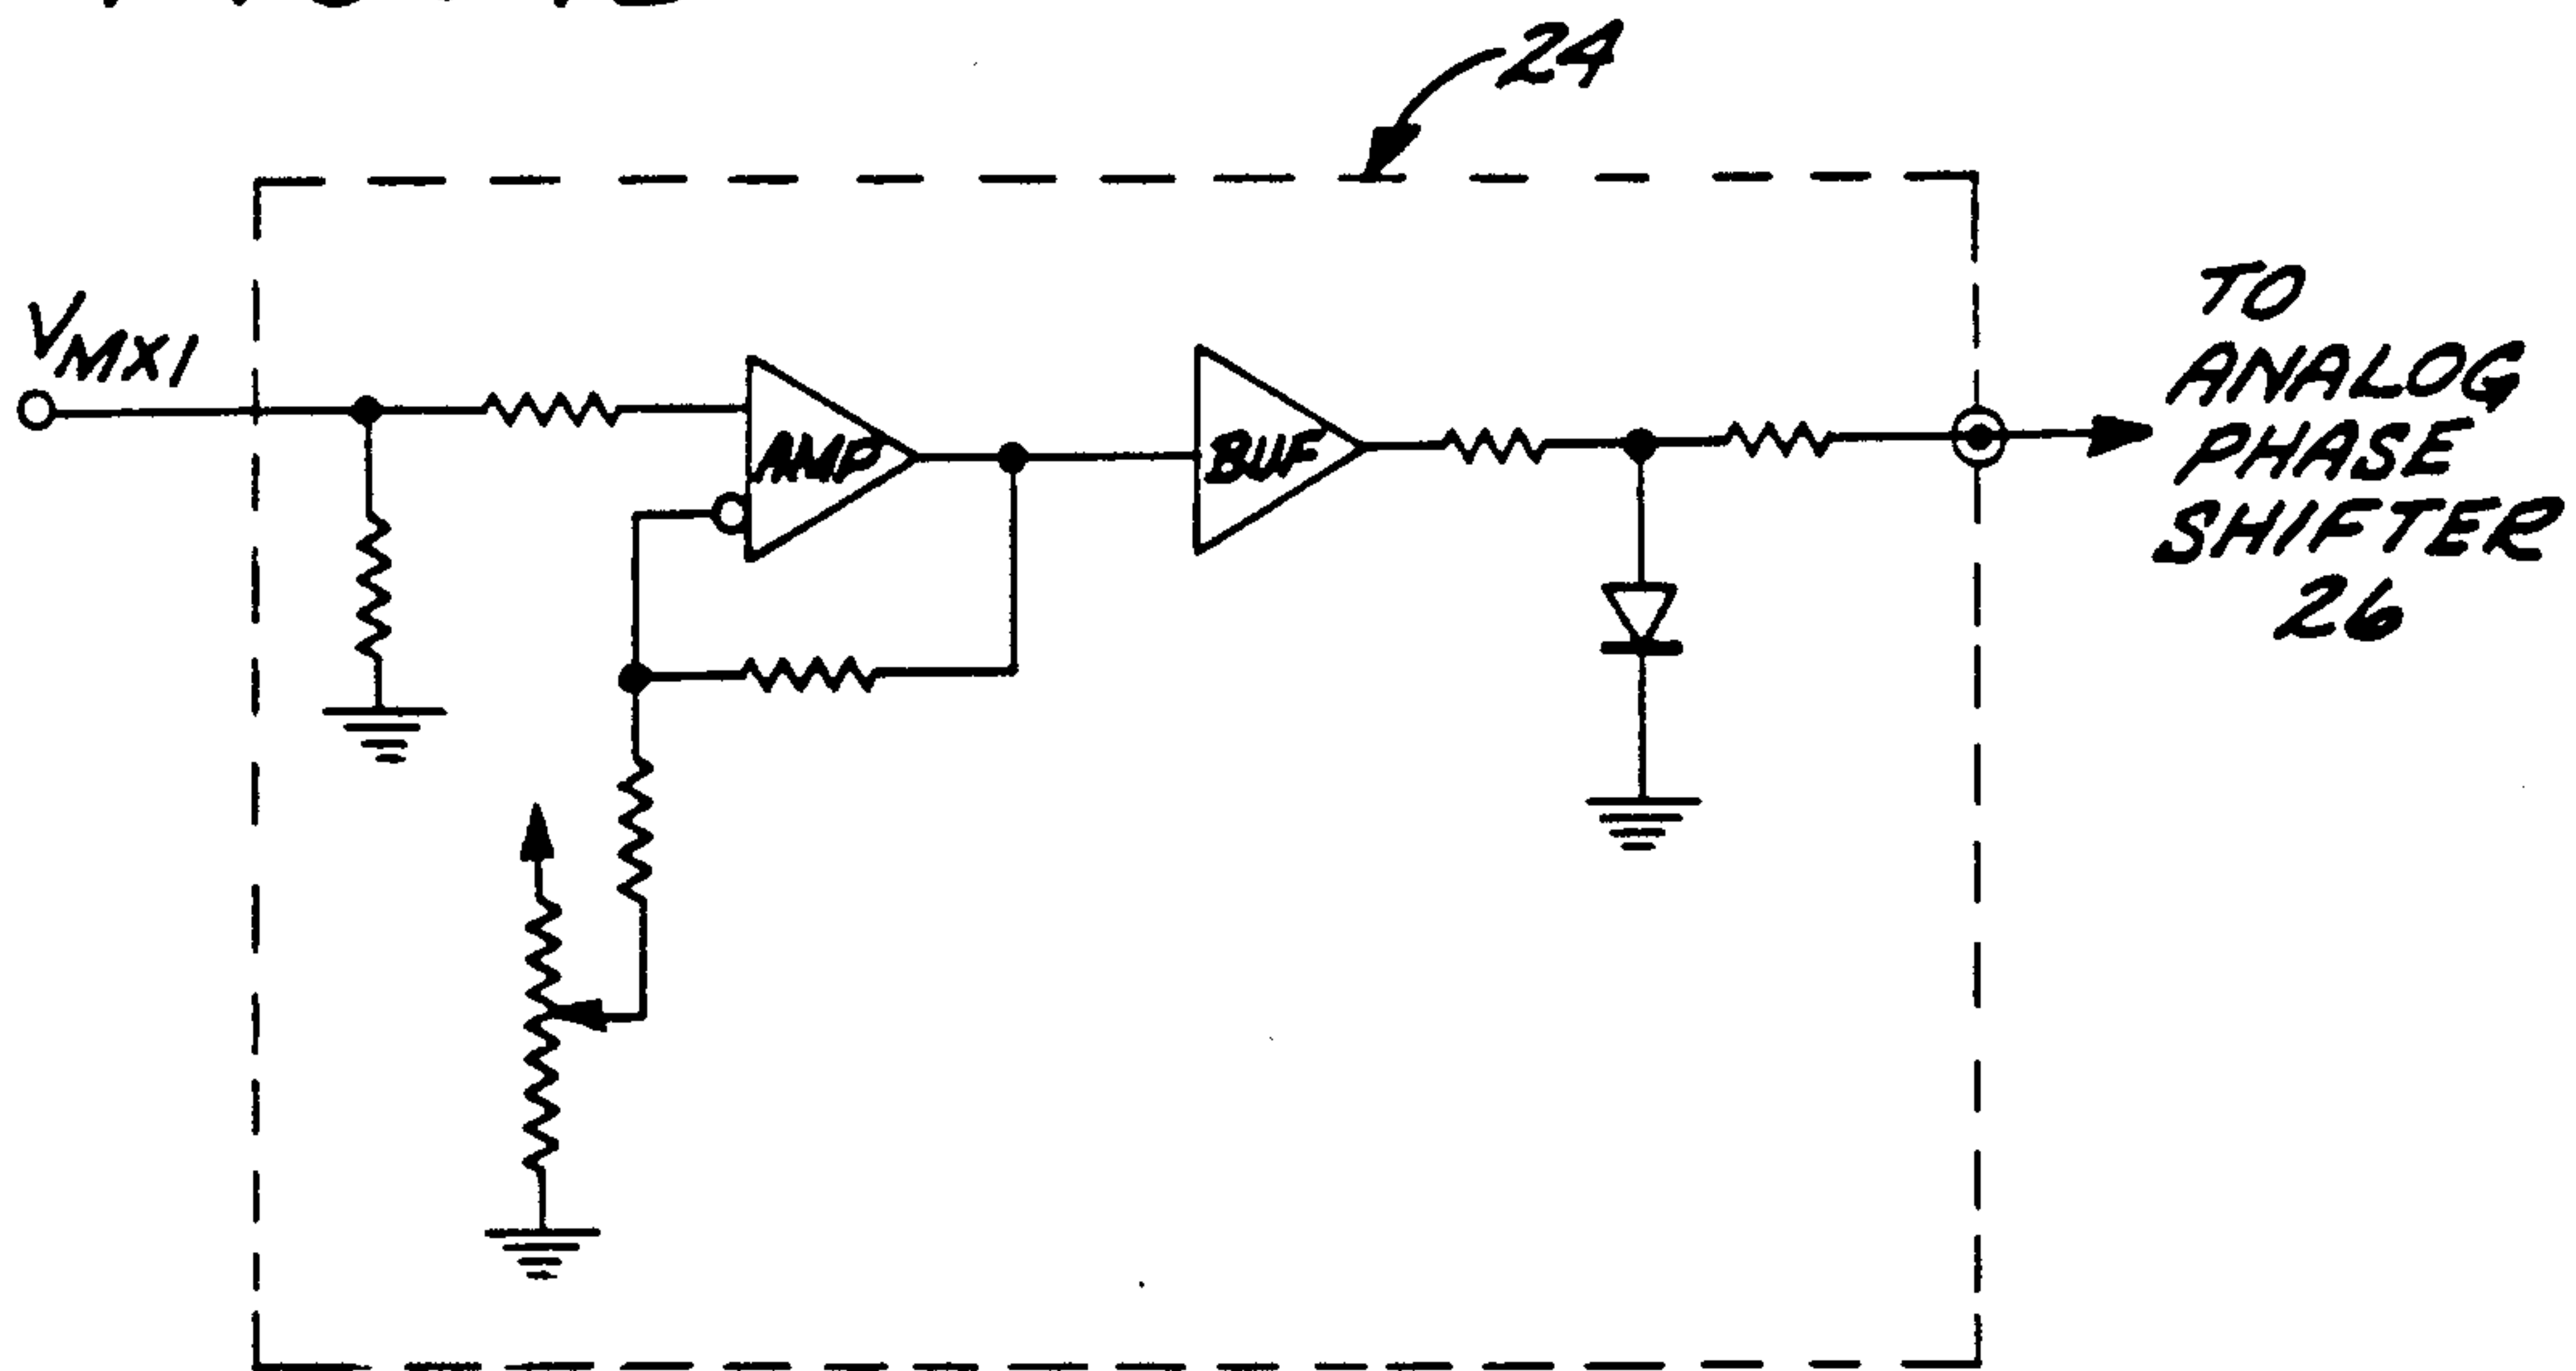 24
VMX1
AMP
BUF
TO
ANALOG
PHASE
SHIFTER
26